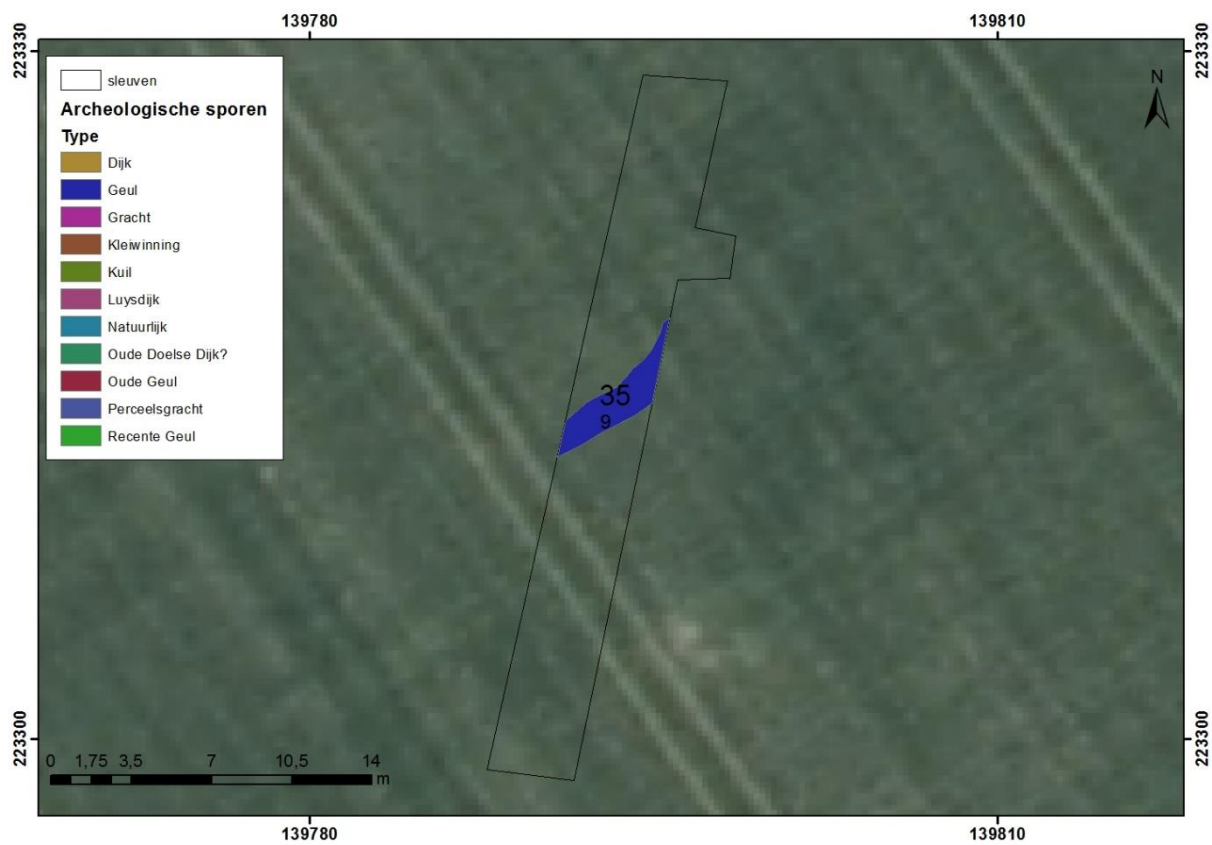 139780
139810
223330
223330
sleuven
Archeologische sporen
Type
Dijk
Geul
Gracht
Kleiwinning
Kuil
Luysdijk
Natuurlijk
Oude Doelse Dijk?
Oude Geul
Perceelsgracht
Recente Geul
N
35
9
223300
223300
0 1,75 3,5 7 10,5 14
m
139780
139810